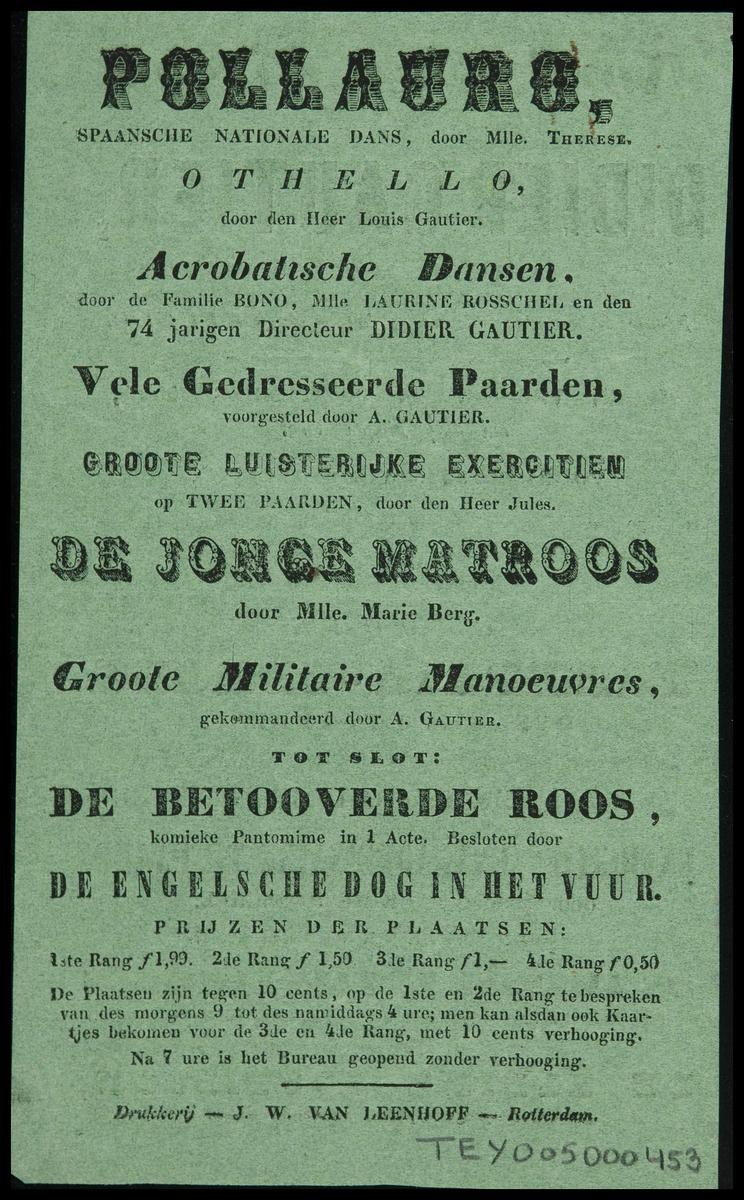 POLLAURO,
SPAANSCHE NATIONALE DANS, door Mlle. THERESE.
OTHELLO,
door den Heer Louis Gautier.
Acrobatische Dansen,
door de Familie BONO, Mlle LAURINE ROSSCHEL en den
74 jarigen Directeur DIDIER GAUTIER.
Vele Gedresseerde Paarden,
voorgesteld door A. GAUTIER.
GROOTE LUISTERIJKE EXERCITIEN
op TWEE PAARDEN, door den Heer Jules.
DE JONGE MATROOS
door Mlle. Marie Berg.
Groote Militaire Manoeuvres,
gekommandeerd door A. GAUTIER.
TOT SLOT:
DE BETOOVERDE ROOS,
komieke Pantomime in 1 Acte. Besloten door
DE ENGELSCHE DOG IN HET VUUR.
PRIJZEN DER PLAATSEN:
1ste Rang f 1,99. 2de Rang f 1,50 3de Rang f 1,— 4de Rang f 0,50
De Plaatsen zijn tegen 10 cents, op de 1ste en 2de Rang te bespreken
van des morgens 9 tot des namiddags 4 ure; men kan alsdan ook Kaar-
tjes bekomen voor de 3de en 4de Rang, met 10 cents verhooging.
Na 7 ure is het Bureau geopend zonder verhooging.
Drukkerij — J. W. VAN LEENHOFF — Rotterdam.
TEY005000453